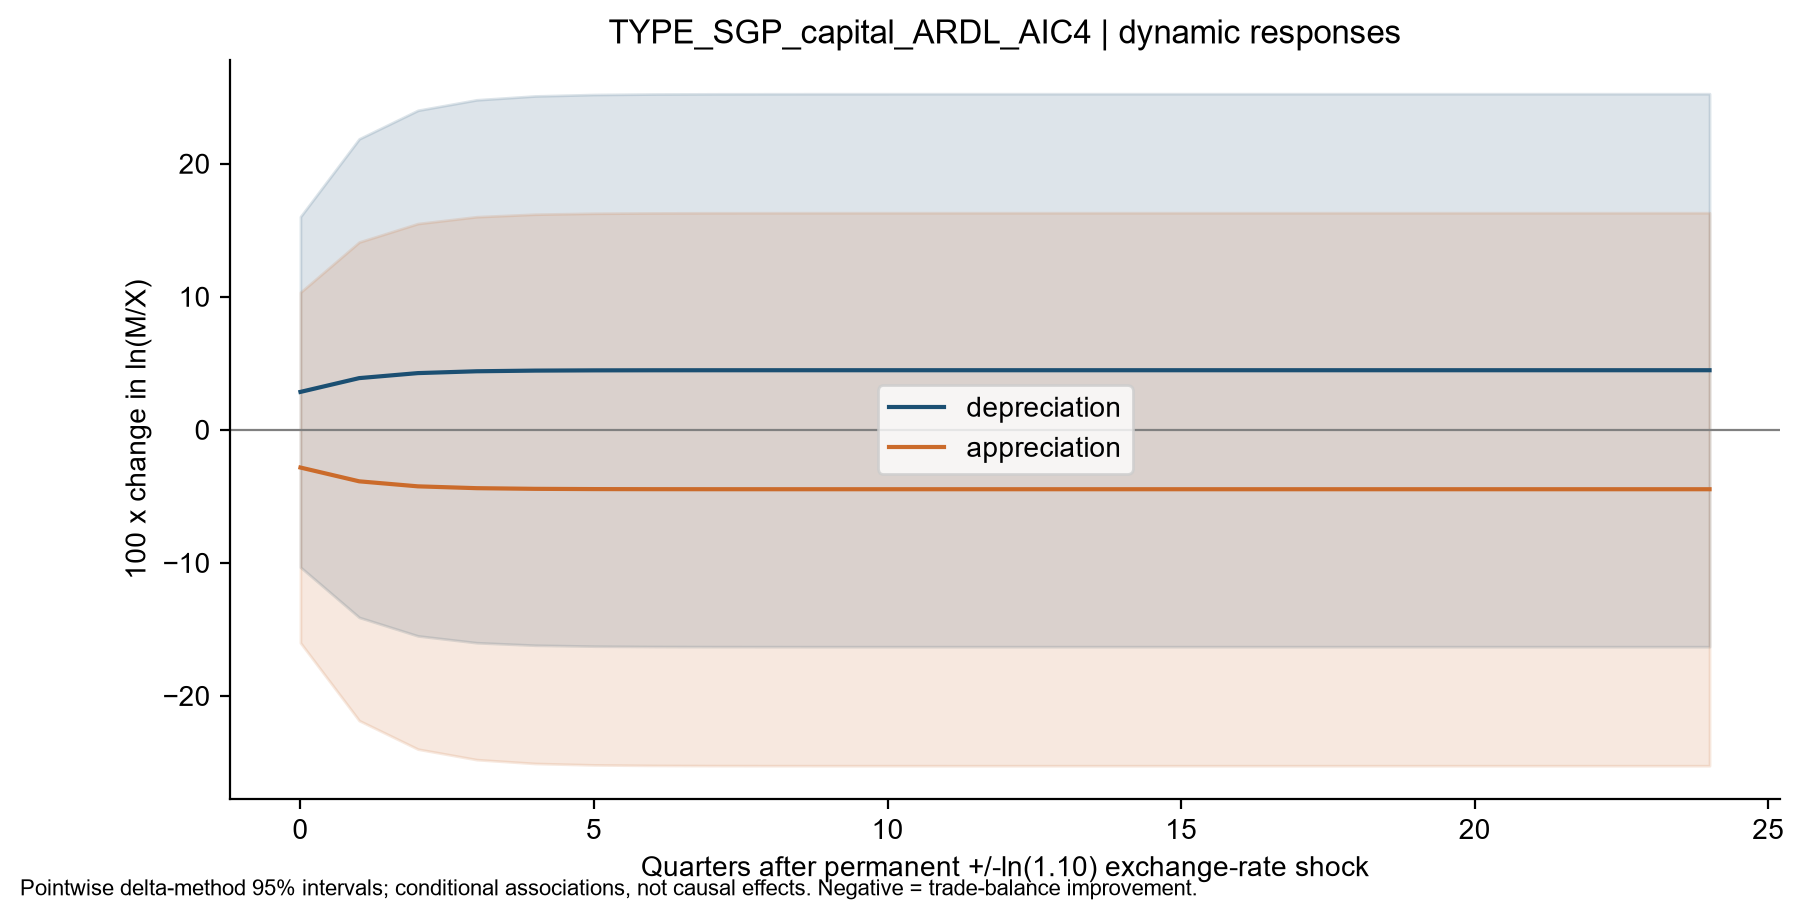 TYPE_SGP_capital_ARDL_AIC4 | dynamic responses
100 x change in ln(M/X)
20
10
0
−10
−20
depreciation
appreciation
0 5 10 15 20 25
Quarters after permanent +/-ln(1.10) exchange-rate shock
Pointwise delta-method 95% intervals; conditional associations, not causal effects. Negative = trade-balance improvement.